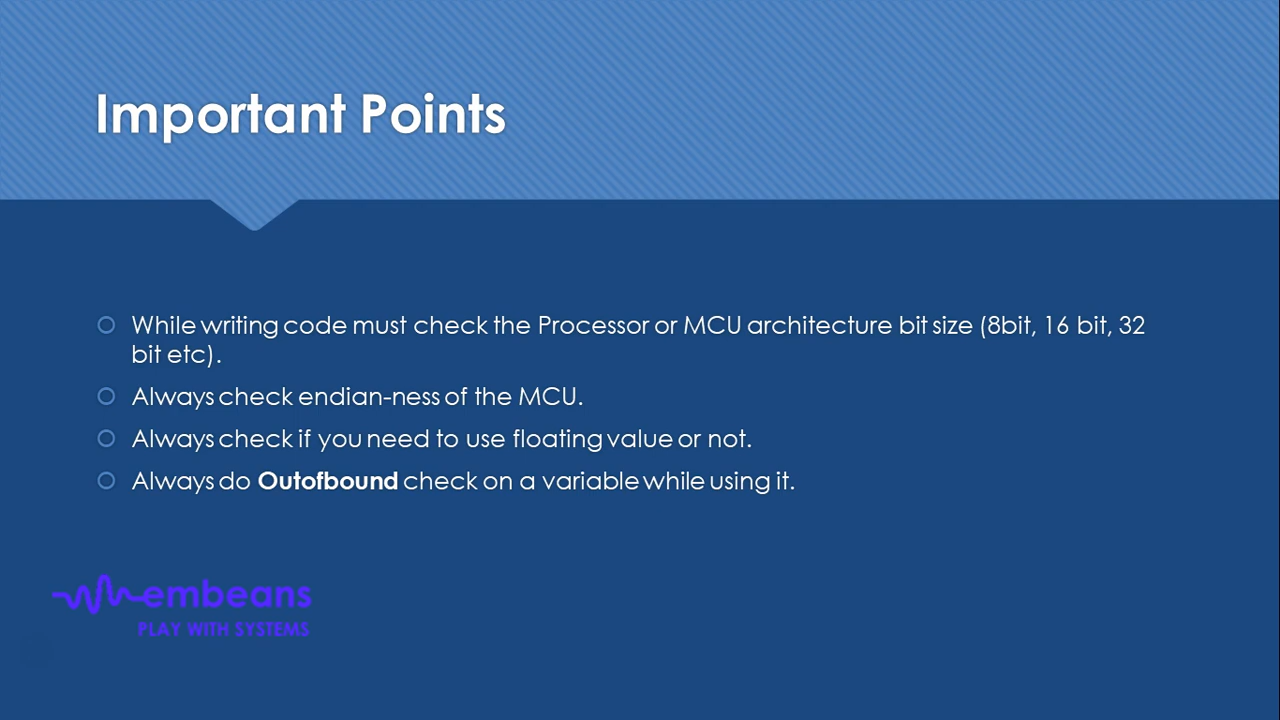 Important Points
While writing code must check the Processor or MCU architecture bit size (8bit, 16 bit, 32
bit etc).
Always check endian-ness of the MCU.
Always check if you need to use floating value or not.
Always do Outofbound check on a variable while using it.
embeans
PLAY WITH SYSTEMS